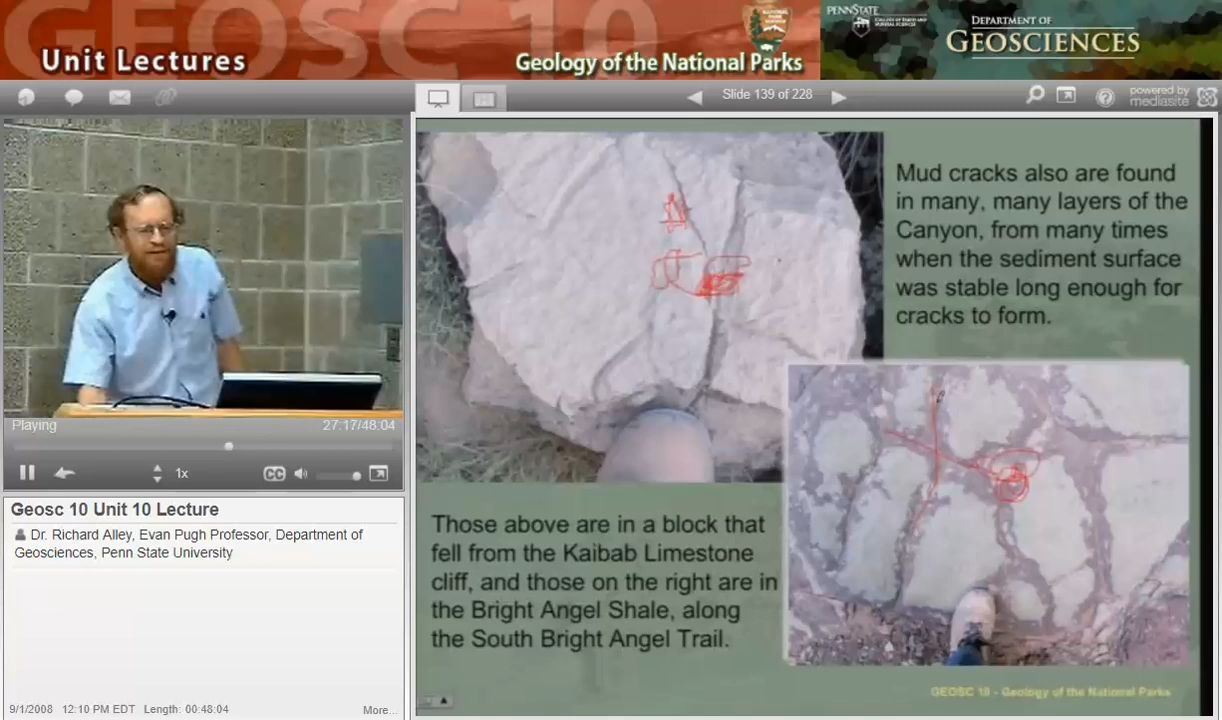 GEOSC 10
Unit Lectures
NATIONAL PARK SERVICE
Geology of the National Parks
PENNSTATE
DEPARTMENT OF
GEOSCIENCES
Slide 139 of 228
powered by
mediasite
Playing
27:17/48:04
1x
CC
Geosc 10 Unit 10 Lecture
Dr. Richard Alley, Evan Pugh Professor, Department of
Geosciences, Penn State University
9/1/2008 12:10 PM EDT Length: 00:48:04
More...
Mud cracks also are found
in many, many layers of the
Canyon, from many times
when the sediment surface
was stable long enough for
cracks to form.
Those above are in a block that
fell from the Kaibab Limestone
cliff, and those on the right are in
the Bright Angel Shale, along
the South Bright Angel Trail.
GEOSC 10 - Geology of the National Parks